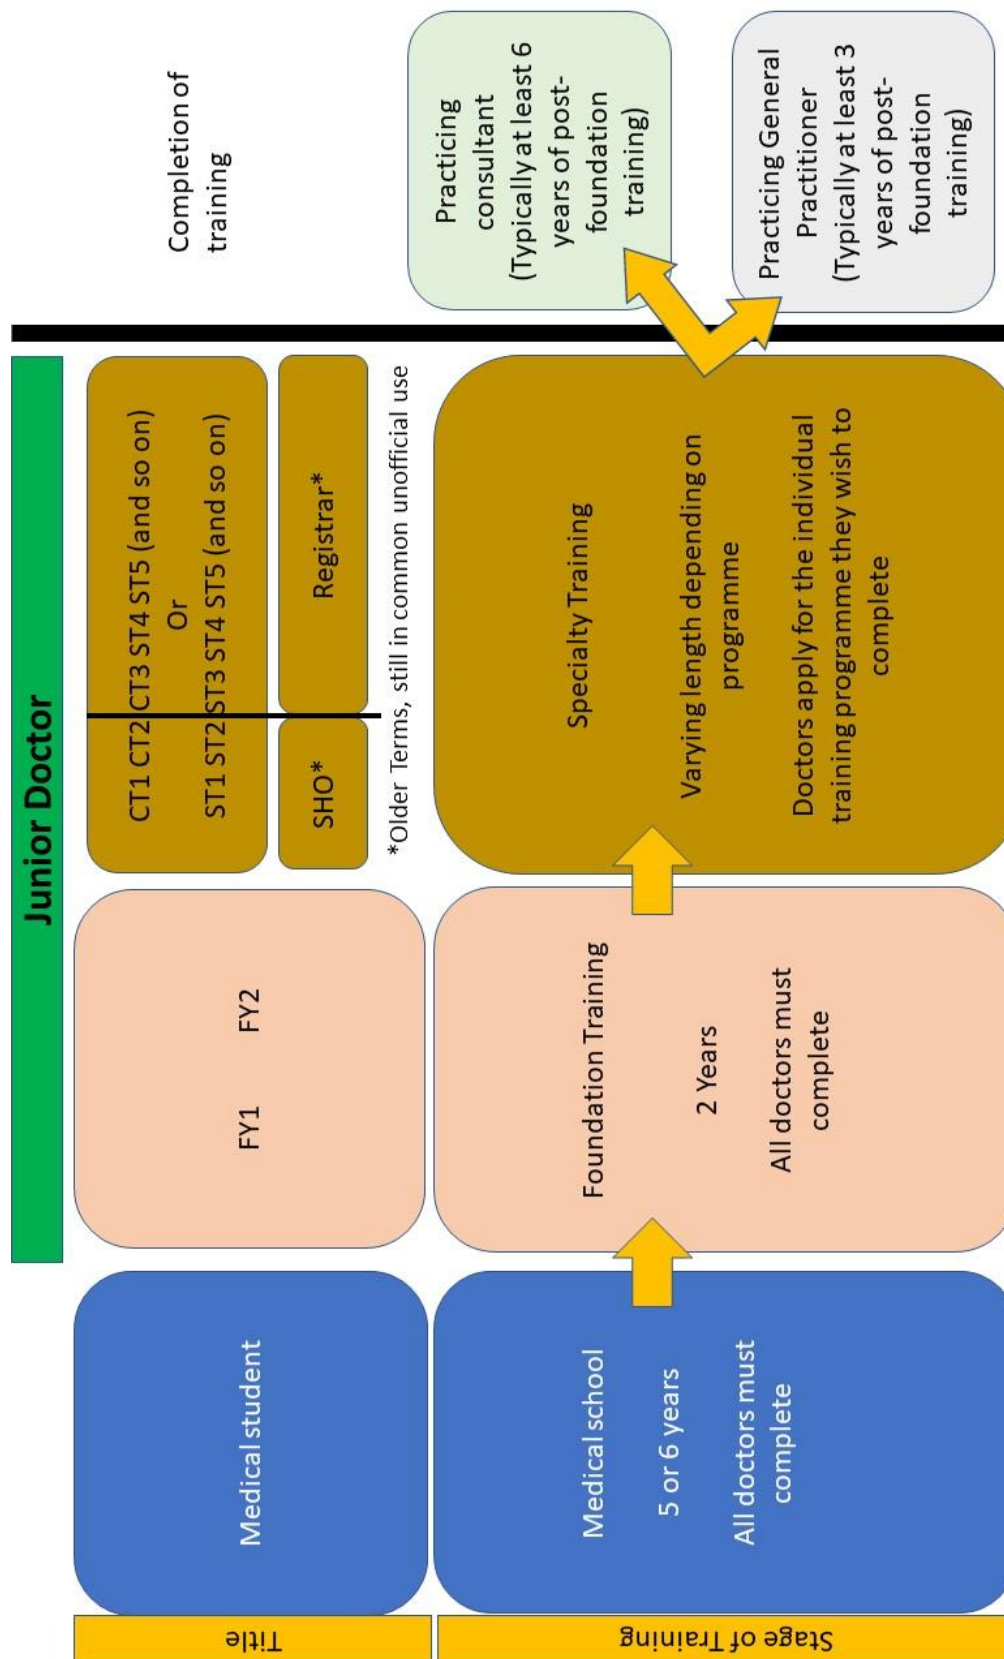 Junior Doctor
Title
Medical student
FY1 FY2
CT1 CT2 CT3 ST4 ST5 (and so on)
Or
ST1 ST2 ST3 ST4 ST5 (and so on)
SHO*
Registrar*
*Older Terms, still in common unofficial use
Completion of
training
Stage of Training
Medical school
5 or 6 years
All doctors must
complete
Foundation Training
2 Years
All doctors must
complete
Specialty Training
Varying length depending on
programme
Doctors apply for the individual
training programme they wish to
complete
Practicing
consultant
(Typically at least 6
years of post-
foundation
training)
Practicing General
Practitioner
(Typically at least 3
years of post-
foundation
training)